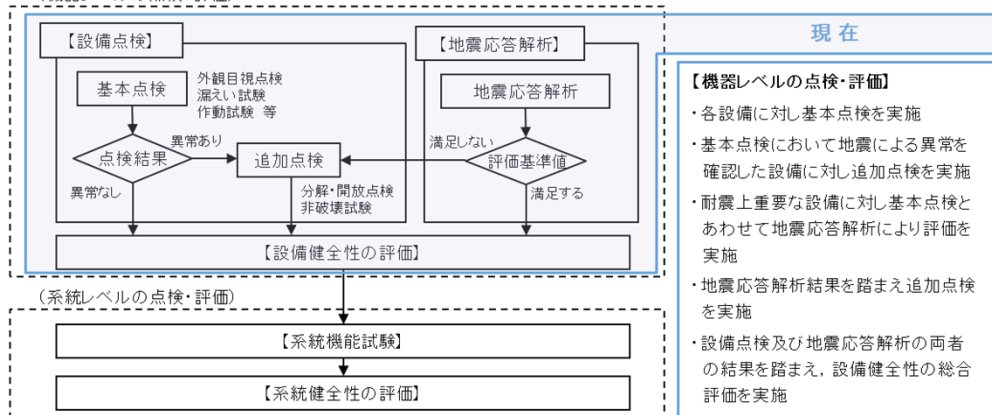 現在
【設備点検】
【地震応答解析】
基本点検
外観目視点検
漏えい試験
作動試験 等
地震応答解析
点検結果
異常あり
追加点検
満足しない
評価基準値
異常なし
分解・開放点検
非破壊試験
満足する
【設備健全性の評価】
(系統レベルの点検・評価)
【系統機能試験】
【系統健全性の評価】
【機器レベルの点検・評価】
・各設備に対し基本点検を実施
・基本点検において地震による異常を
確認した設備に対し追加点検を実施
・耐震上重要な設備に対し基本点検と
あわせて地震応答解析により評価を
実施
・地震応答解析結果を踏まえ追加点検
を実施
・設備点検及び地震応答解析の両者
の結果を踏まえ，設備健全性の総合
評価を実施